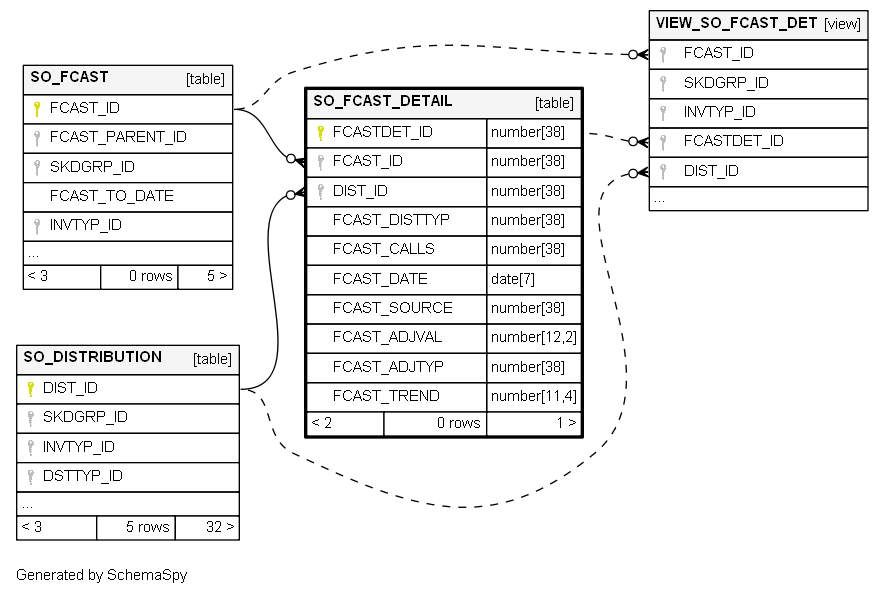 SO_FCAST [table]
FCAST_ID
FCAST_PARENT_ID
SKDGRP_ID
FCAST_TO_DATE
INVTYP_ID
...
< 3 0 rows 5 >
SO_DISTRIBUTION [table]
DIST_ID
SKDGRP_ID
INVTYP_ID
DSTTYP_ID
...
< 3 5 rows 32 >
SO_FCAST_DETAIL [table]
FCASTDET_ID number[38]
FCAST_ID number[38]
DIST_ID number[38]
FCAST_DISTTYP number[38]
FCAST_CALLS number[38]
FCAST_DATE date[7]
FCAST_SOURCE number[38]
FCAST_ADJVAL number[12,2]
FCAST_ADJTYP number[38]
FCAST_TREND number[11,4]
< 2 0 rows 1 >
VIEW_SO_FCAST_DET [view]
FCAST_ID
SKDGRP_ID
INVTYP_ID
FCASTDET_ID
DIST_ID
...
Generated by SchemaSpy